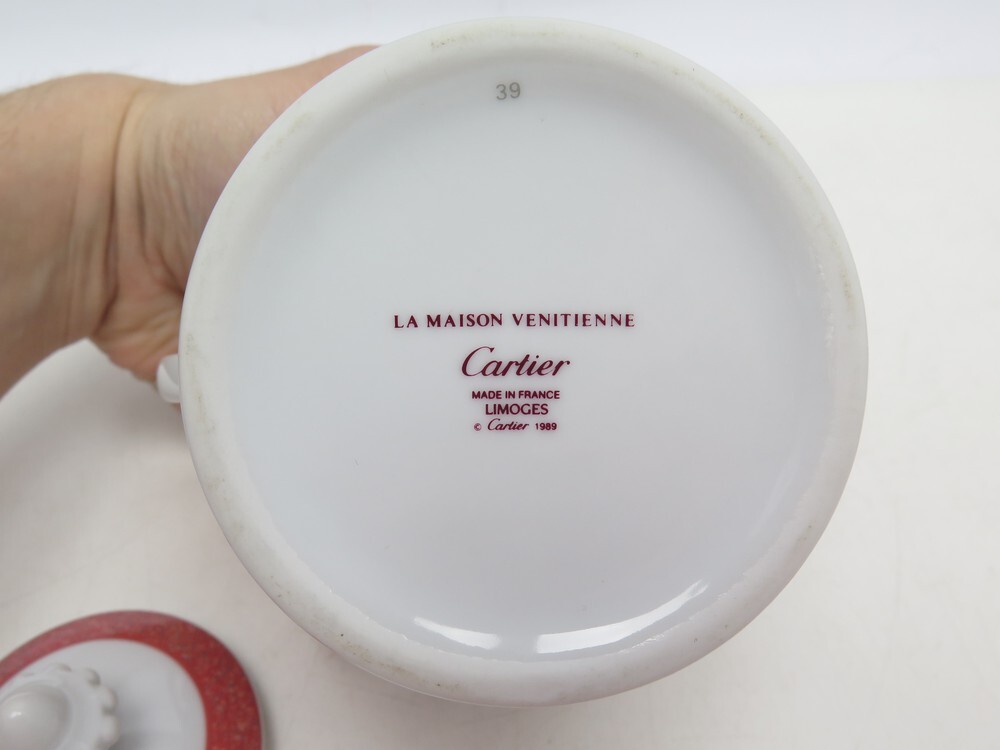 39
LA MAISON VENITIENNE
Cartier
MADE IN FRANCE
LIMOGES
© Cartier 1989